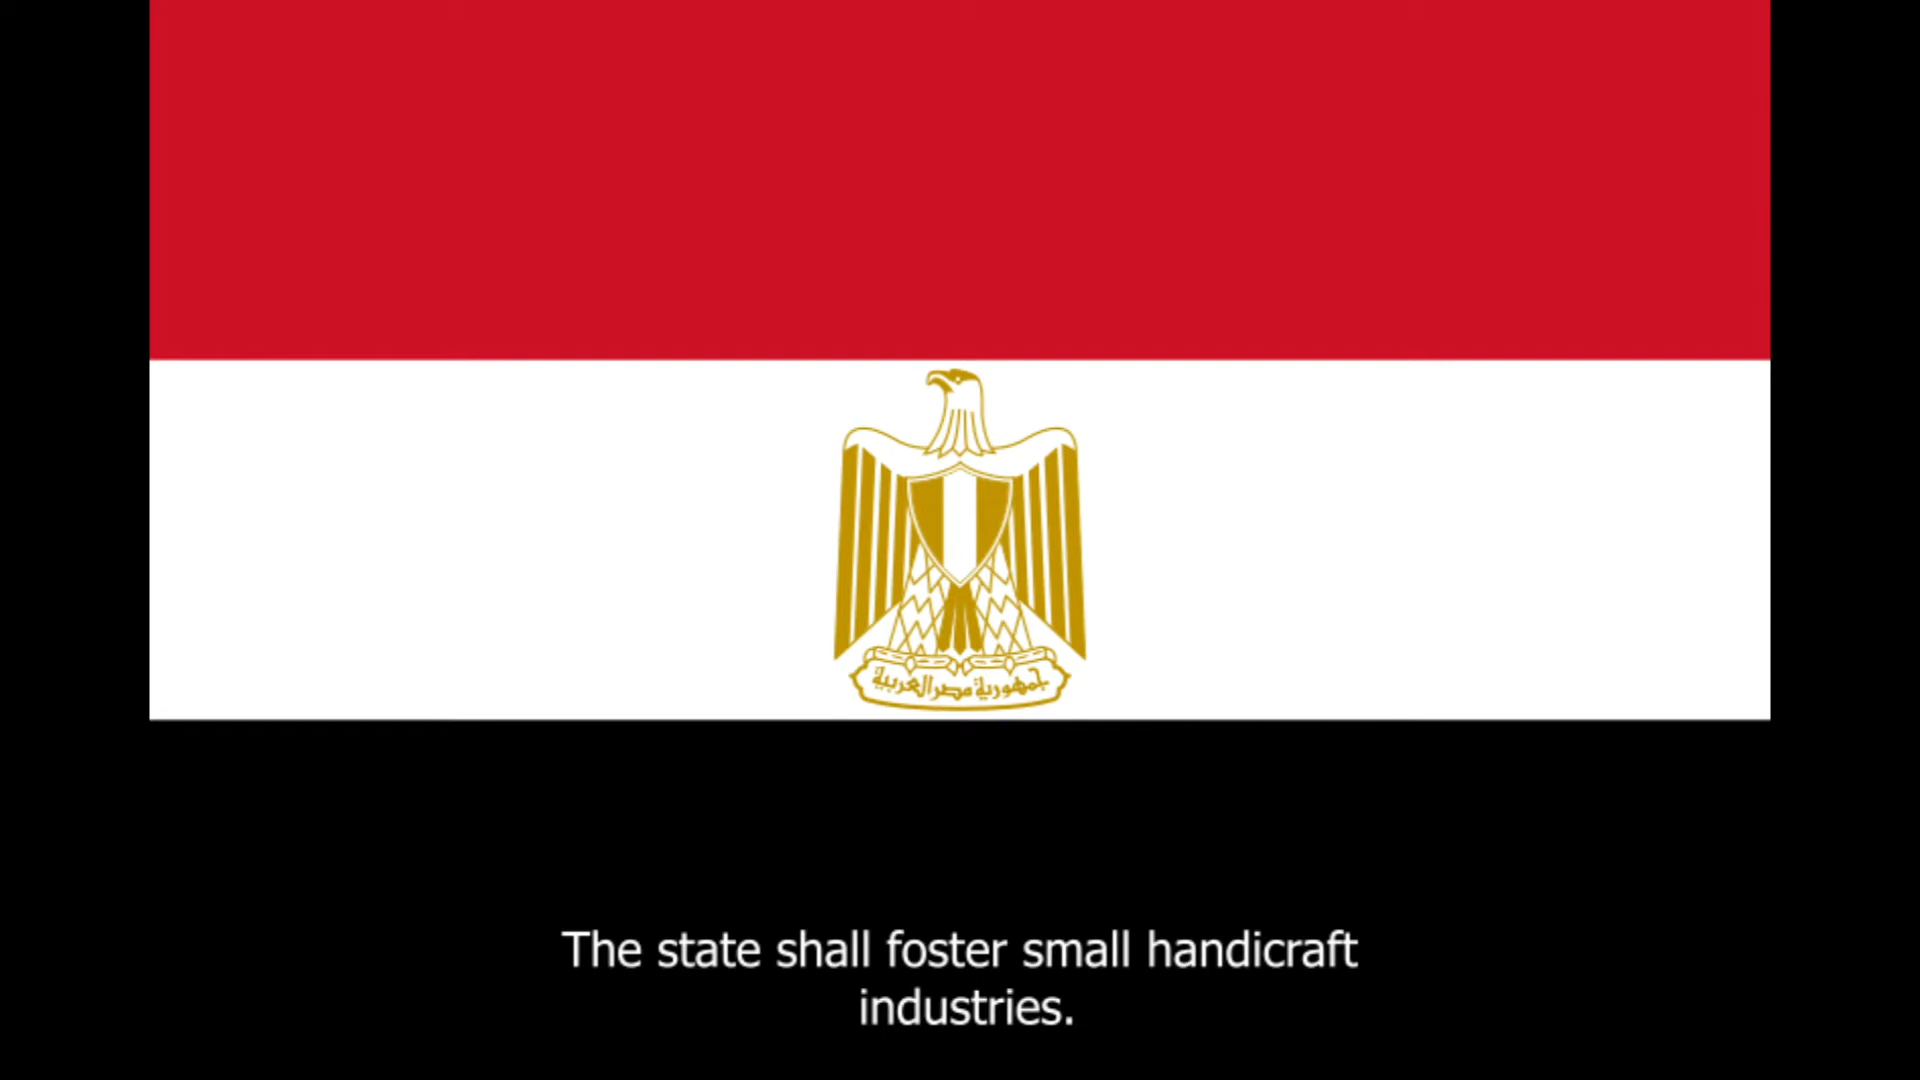 جمهورية مصر العربية
The state shall foster small handicraft
industries.